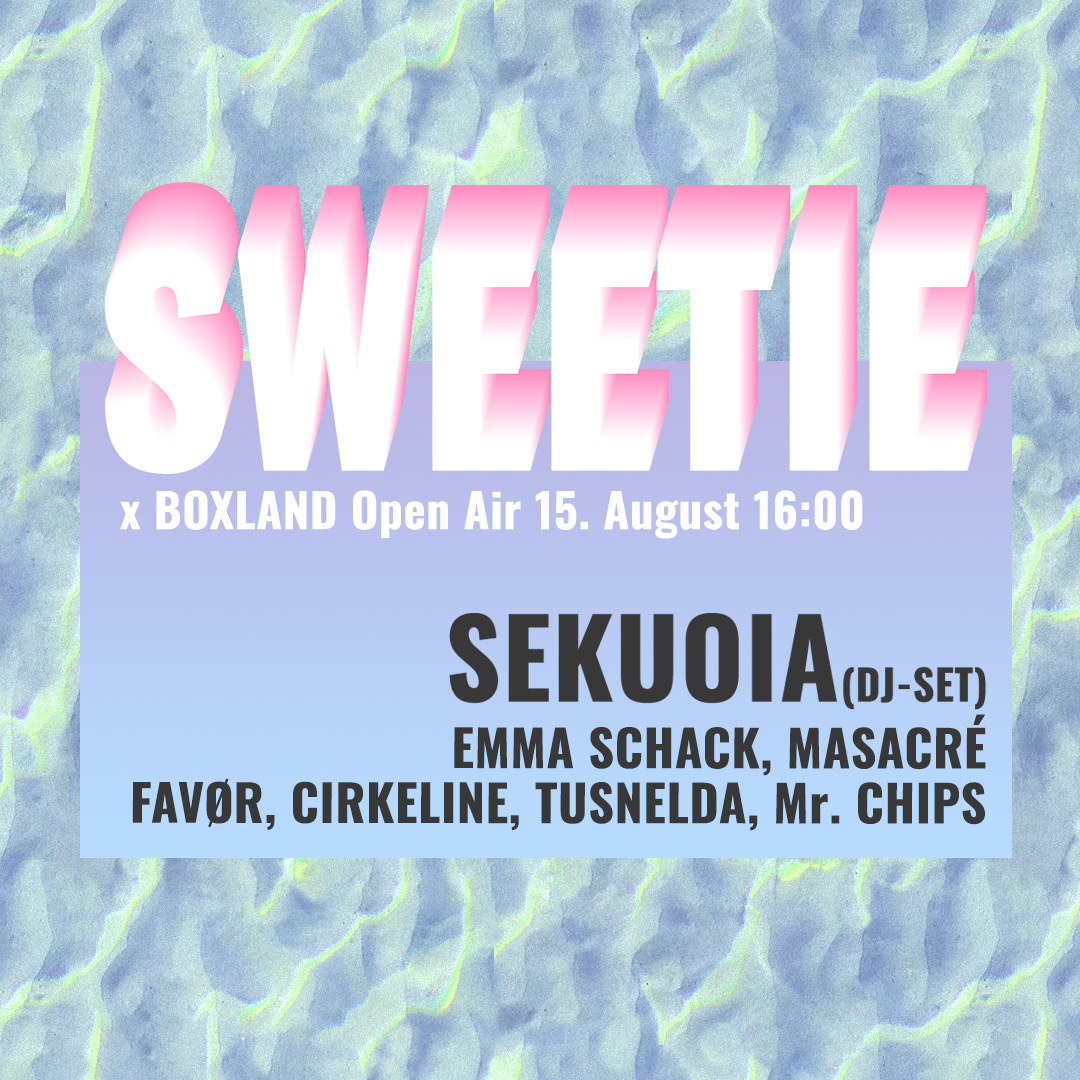 SWEETIE
x BOXLAND Open Air 15. August 16:00
SEKUOIA (DJ-SET)
EMMA SCHACK, MASACRÉ
FAVØR, CIRKELINE, TUSNELDA, Mr. CHIPS